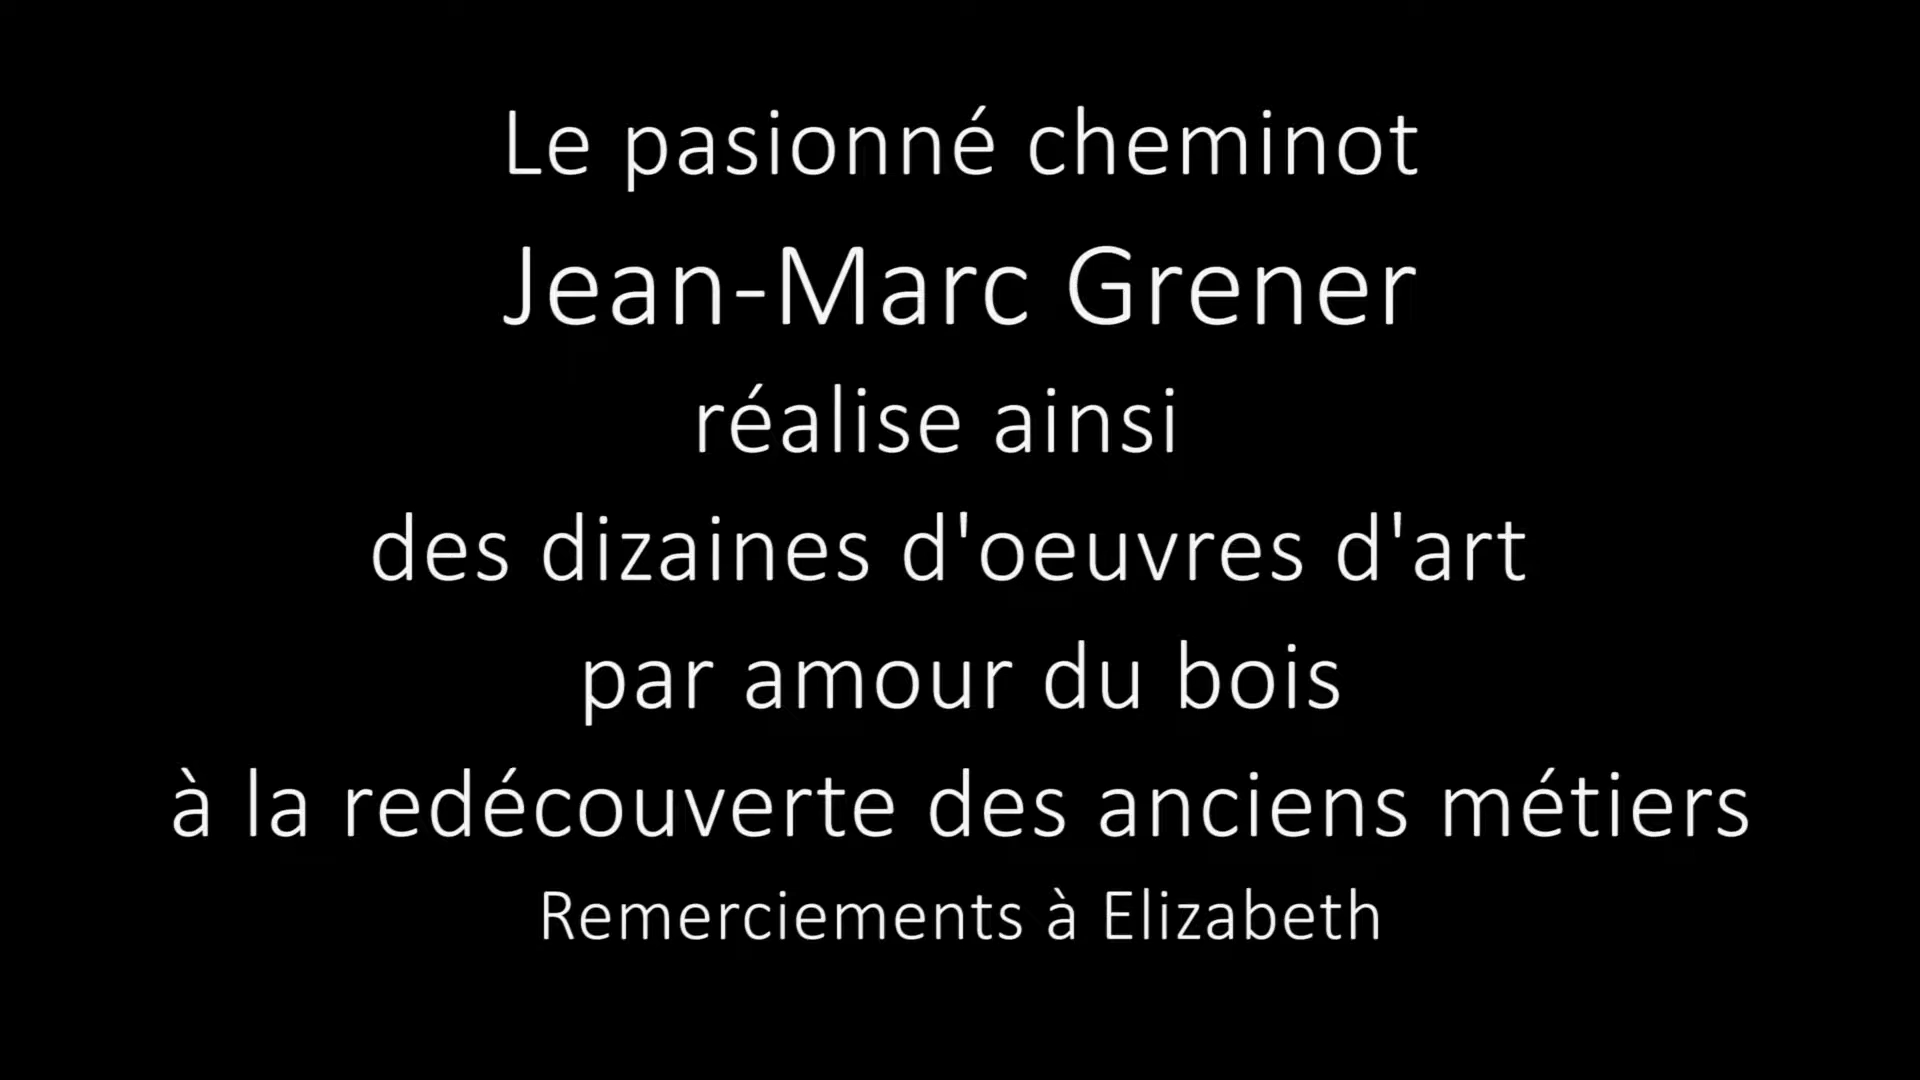 Le pasionné cheminot
Jean-Marc Grener
réalise ainsi
des dizaines d'oeuvres d'art
par amour du bois
à la redécouverte des anciens métiers
Remerciements à Elizabeth